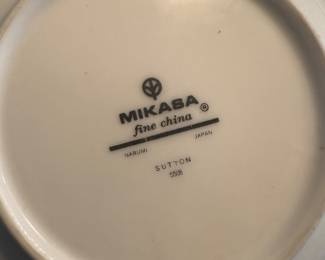 MIKASA ®
fine china
NARUMI JAPAN
SUTTON